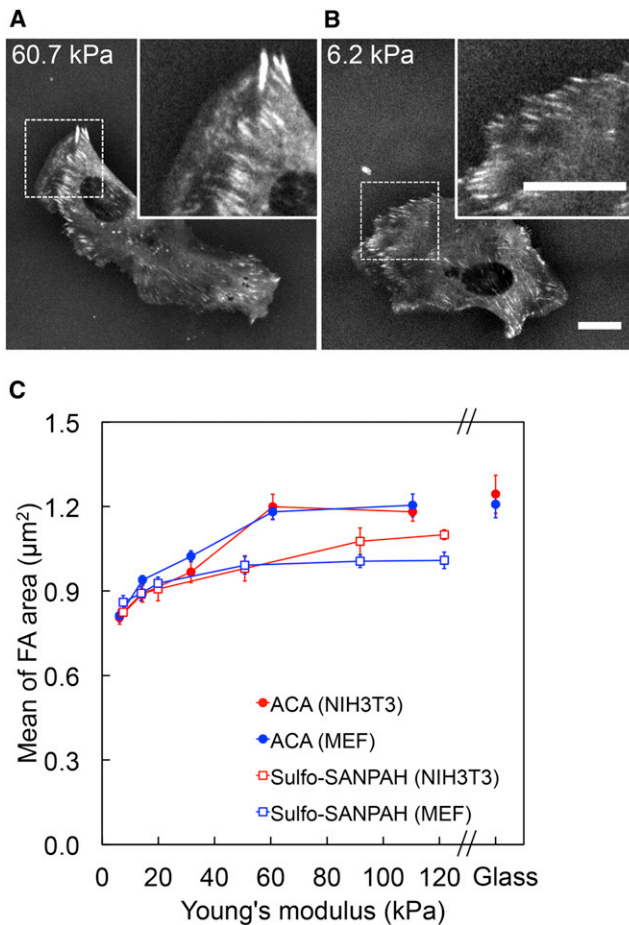 A
B
60.7 kPa
6.2 kPa
C
Mean of FA area (μm²)
1.5
1.2
0.9
0.6
0.3
0.0
ACA (NIH3T3)
ACA (MEF)
Sulfo-SANPAH (NIH3T3)
Sulfo-SANPAH (MEF)
0 20 40 60 80 100 120 Glass
Young's modulus (kPa)